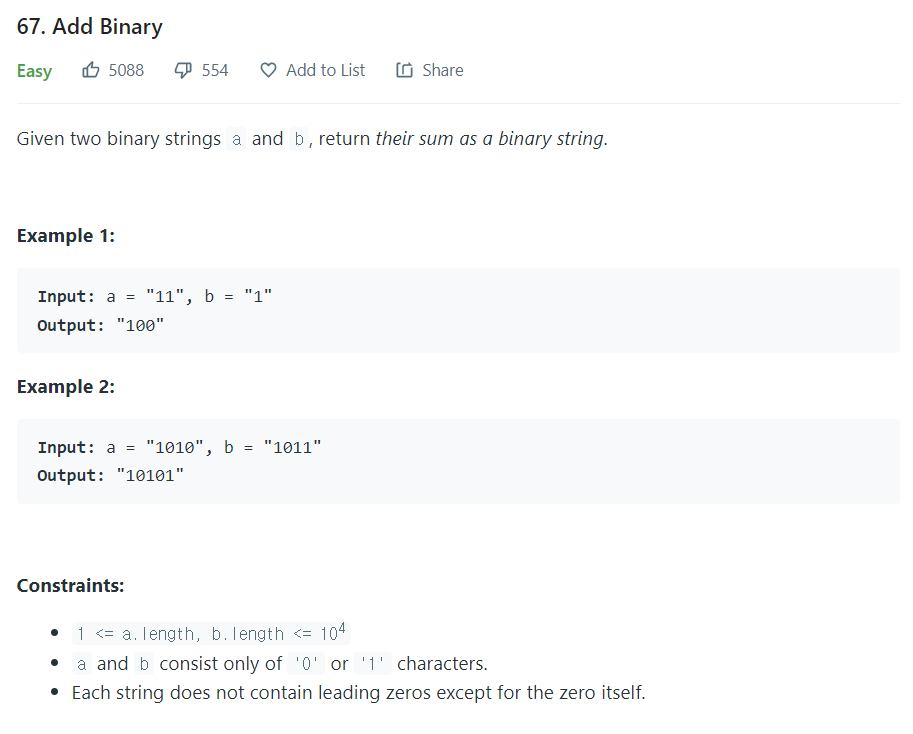 67. Add Binary
Easy 5088 554 Add to List Share
Given two binary strings a and b, return their sum as a binary string.
Example 1:
Input: a = "11", b = "1"
Output: "100"
Example 2:
Input: a = "1010", b = "1011"
Output: "10101"
Constraints:
• 1 <= a.length, b.length <= 10⁴
• a and b consist only of '0' or '1' characters.
• Each string does not contain leading zeros except for the zero itself.